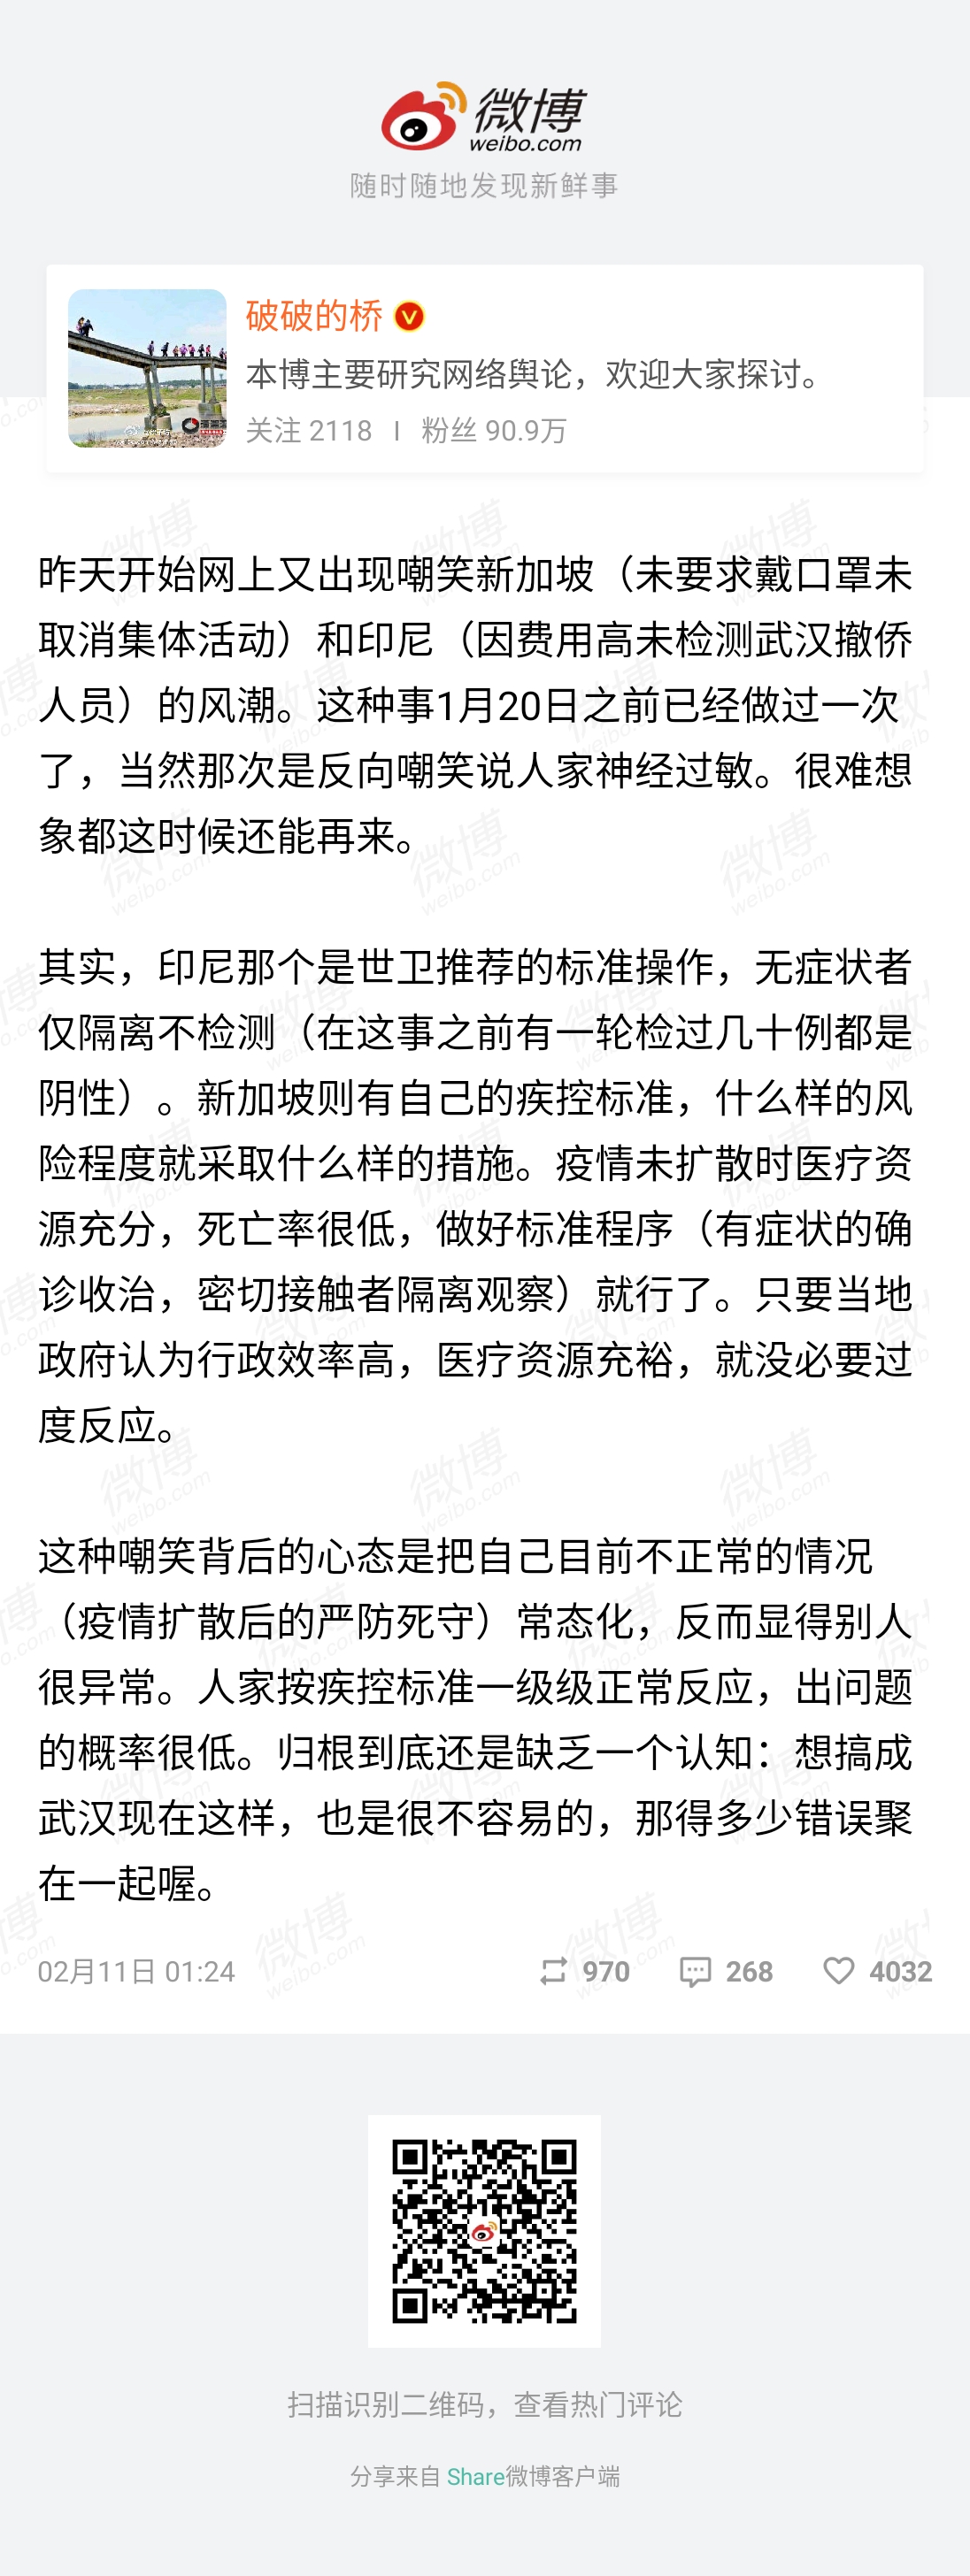 微博
weibo.com
随时随地发现新鲜事
破破的桥
本博主要研究网络舆论，欢迎大家探讨。
关注 2118 | 粉丝 90.9万
昨天开始网上又出现嘲笑新加坡（未要求戴口罩未
取消集体活动）和印尼（因费用高未检测武汉撤侨
人员）的风潮。这种事1月20日之前已经做过一次
了，当然那次是反向嘲笑说人家神经过敏。很难想
象都这时候还能再来。
其实，印尼那个是世卫推荐的标准操作，无症状者
仅隔离不检测（在这事之前有一轮检过几十例都是
阴性）。新加坡则有自己的疾控标准，什么样的风
险程度就采取什么样的措施。疫情未扩散时医疗资
源充分，死亡率很低，做好标准程序（有症状的确
诊收治，密切接触者隔离观察）就行了。只要当地
政府认为行政效率高，医疗资源充裕，就没必要过
度反应。
这种嘲笑背后的心态是把自己目前不正常的情况
（疫情扩散后的严防死守）常态化，反而显得别人
很异常。人家按疾控标准一级级正常反应，出问题
的概率很低。归根到底还是缺乏一个认知：想搞成
武汉现在这样，也是很不容易的，那得多少错误聚
在一起喔。
02月11日 01:24 970 268 4032
扫描识别二维码，查看热门评论
分享来自 Share微博客户端